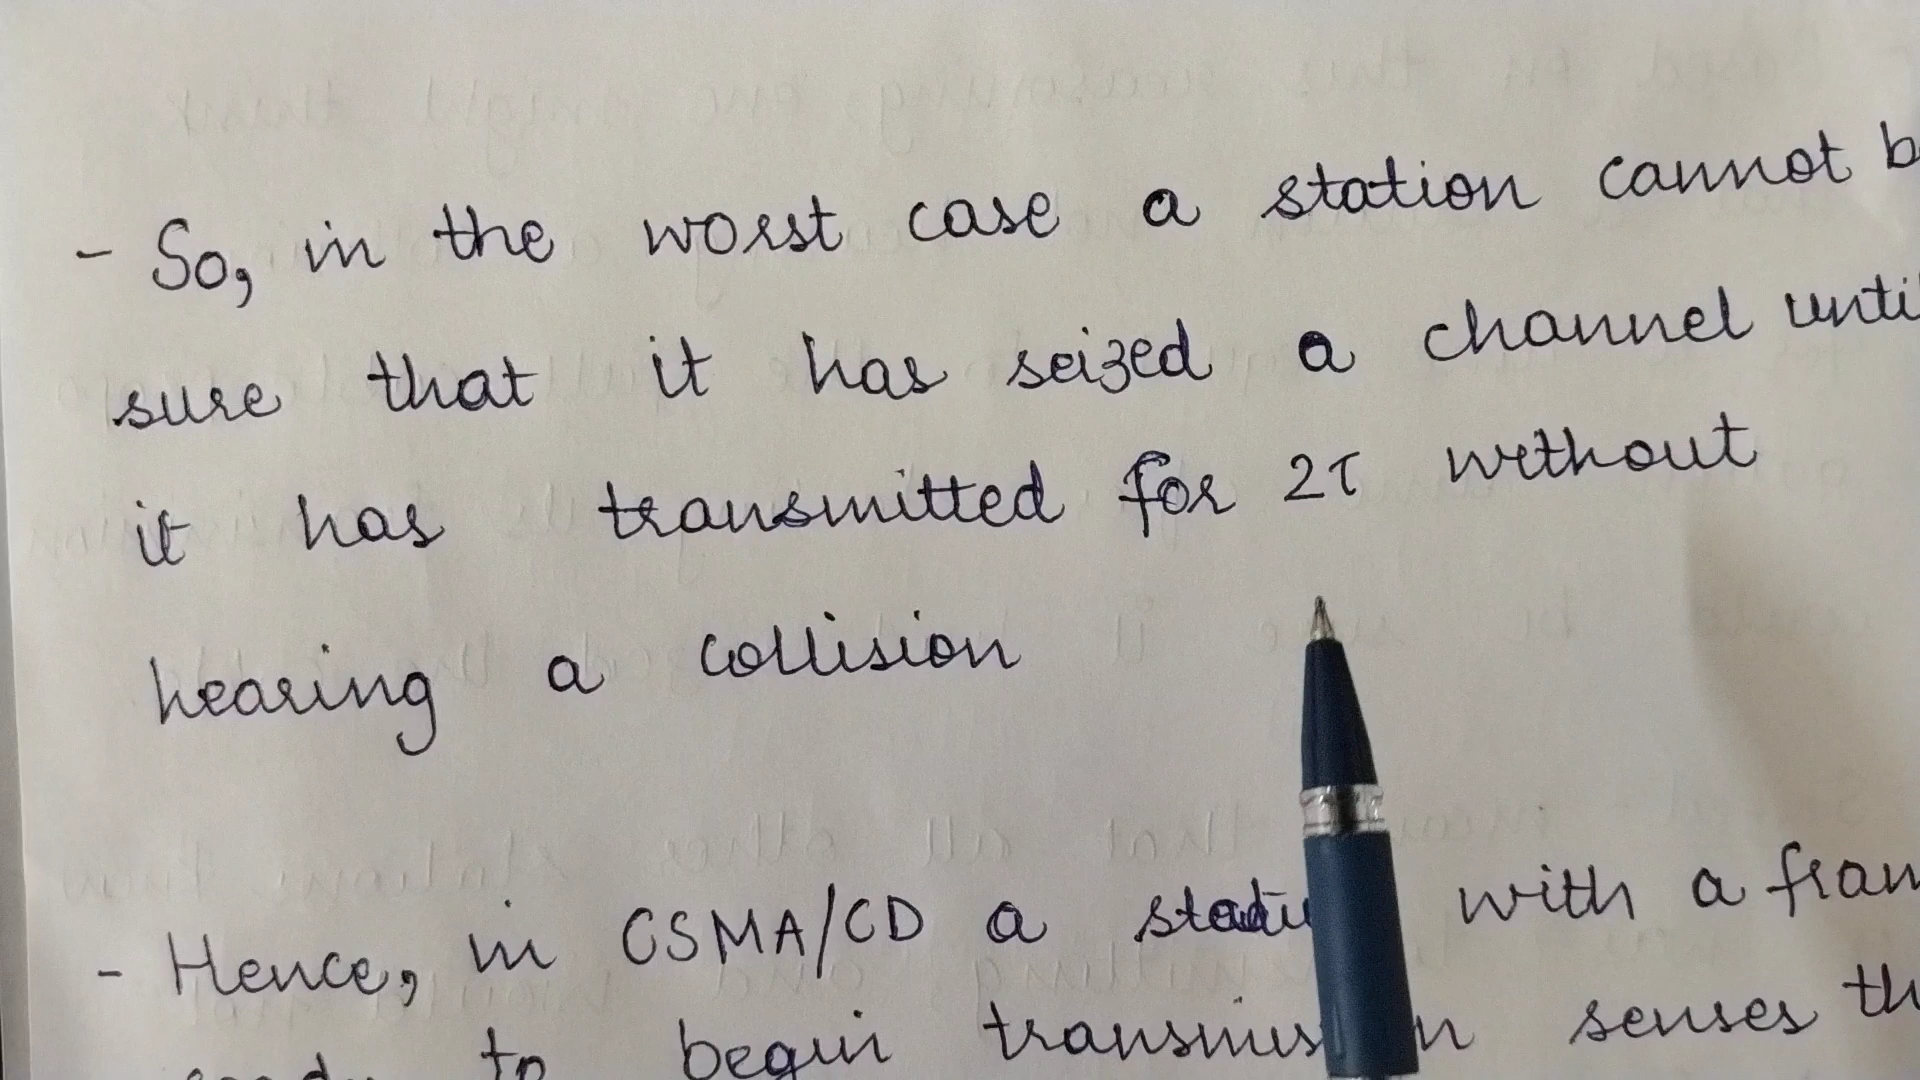 - So, in the worst case a station cannot b
sure that it has seized a channel unti
it has transmitted for 2τ without
hearing a collision
- Hence, in CSMA/CD a with a fram
to begin senses th